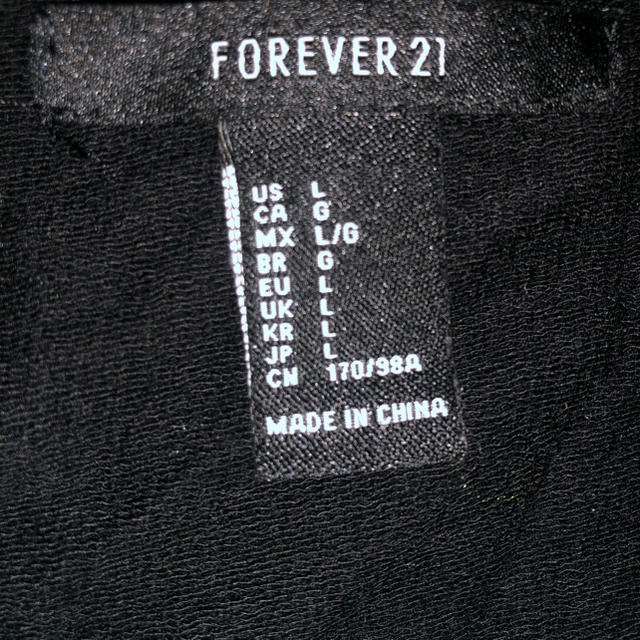 FOREVER 21
US L
CA G
MX L/G
BR G
EU L
UK L
KR L
JP L
CN 170/98A
MADE IN CHINA